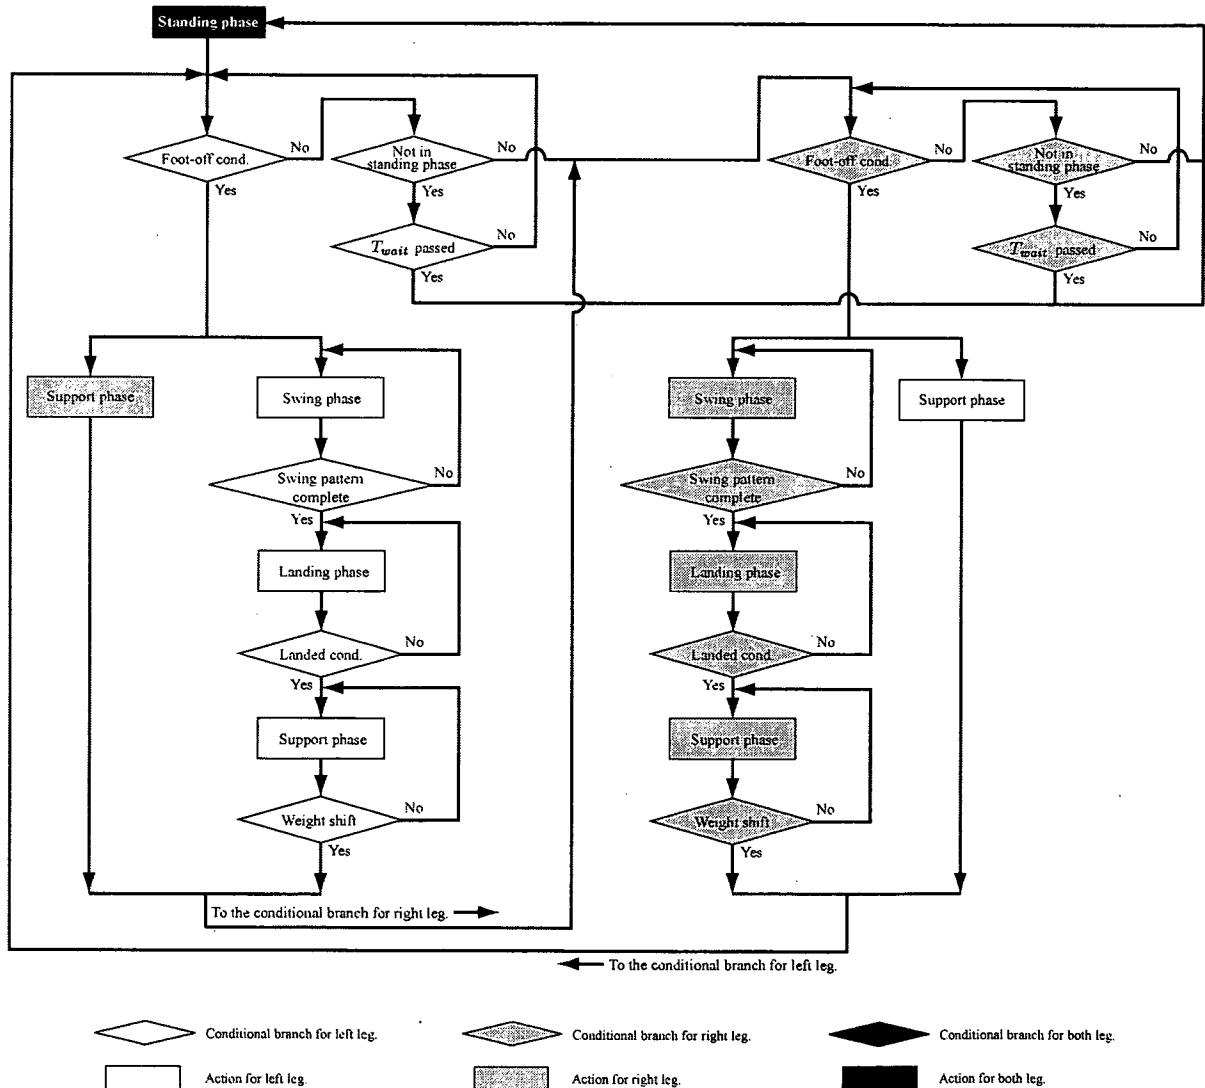 Standing phase
Foot-off cond.
No
Not in
standing phase
No
Yes
Yes
T_wait passed
No
Yes
Foot-off cond.
No
Not in
standing phase
No
Yes
Yes
T_wait passed
No
Yes
Support phase
Swing phase
Swing pattern
complete
No
Yes
Landing phase
Landed cond.
No
Yes
Support phase
Weight shift
No
Yes
Swing phase
Support phase
Swing pattern
complete
No
Yes
Landing phase
Landed cond.
No
Yes
Support phase
Weight shift
No
Yes
To the conditional branch for right leg.
To the conditional branch for left leg.
Conditional branch for left leg.
Conditional branch for right leg.
Conditional branch for both leg.
Action for left leg.
Action for right leg.
Action for both leg.